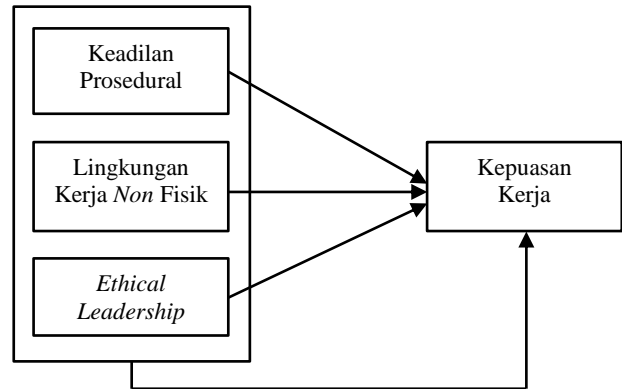 Keadilan
Prosedural
Lingkungan
Kerja Non Fisik
Ethical
Leadership
Kepuasan
Kerja